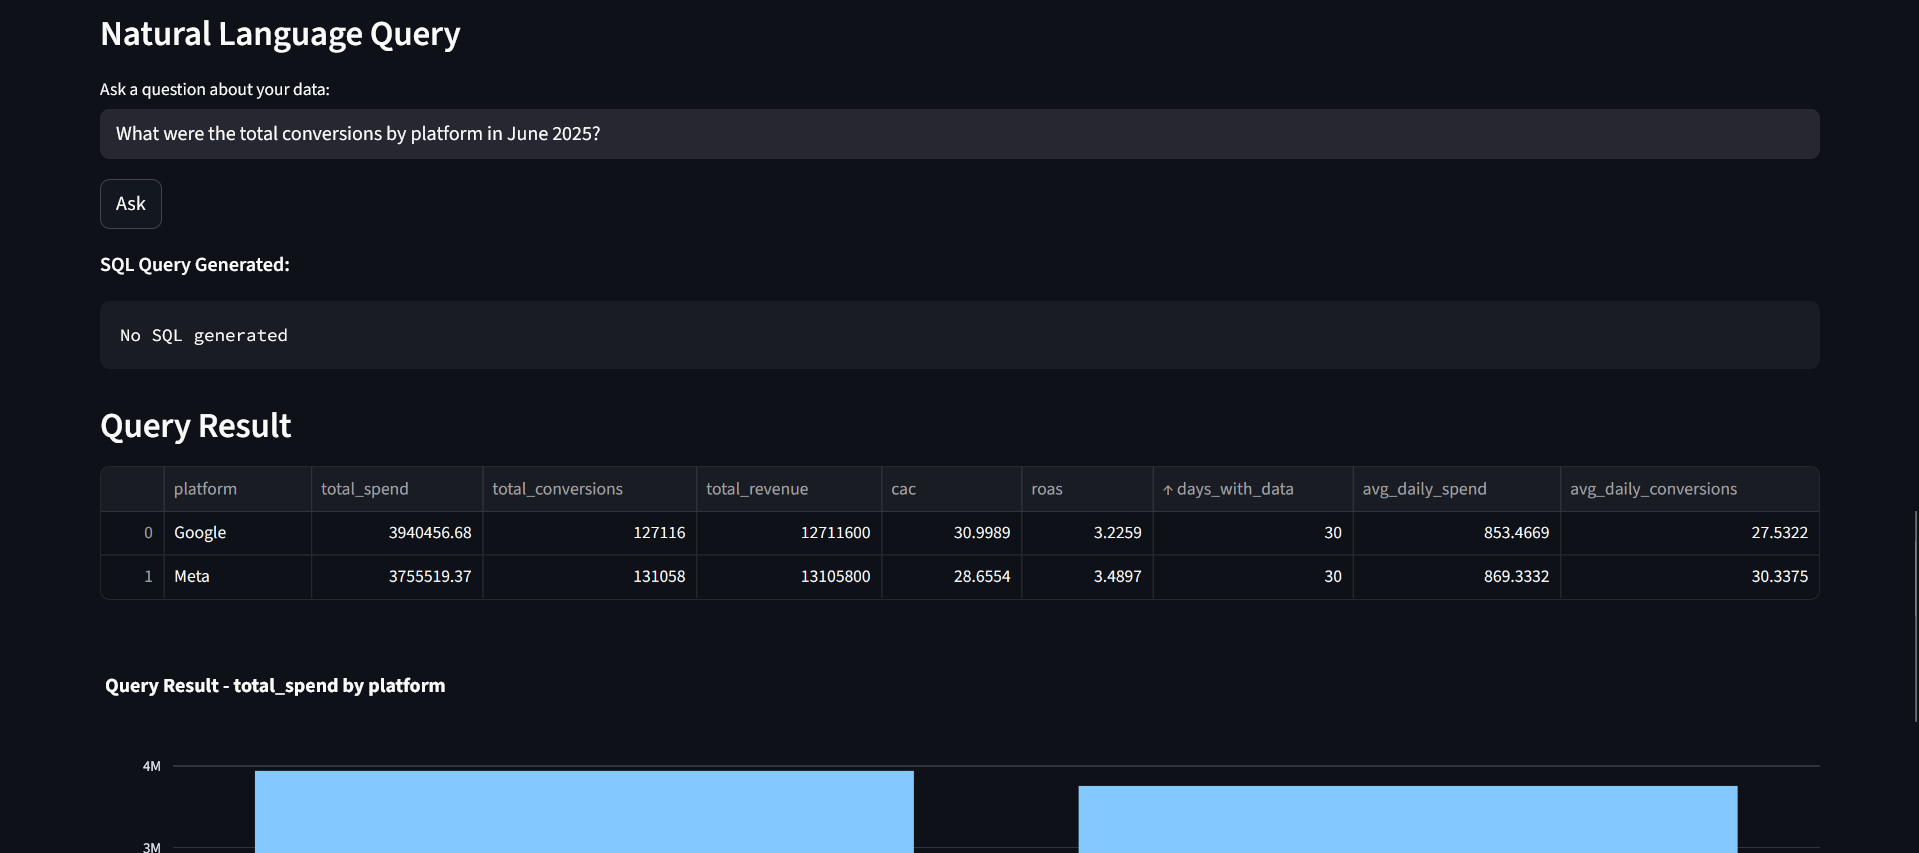 Natural Language Query
Ask a question about your data:
What were the total conversions by platform in June 2025?
Ask
SQL Query Generated:
No SQL generated
Query Result
platform total_spend total_conversions total_revenue cac roas ↑ days_with_data avg_daily_spend avg_daily_conversions
0 Google 3940456.68 127116 12711600 30.9989 3.2259 30 853.4669 27.5322
1 Meta 3755519.37 131058 13105800 28.6554 3.4897 30 869.3332 30.3375
Query Result - total_spend by platform
4M
3M